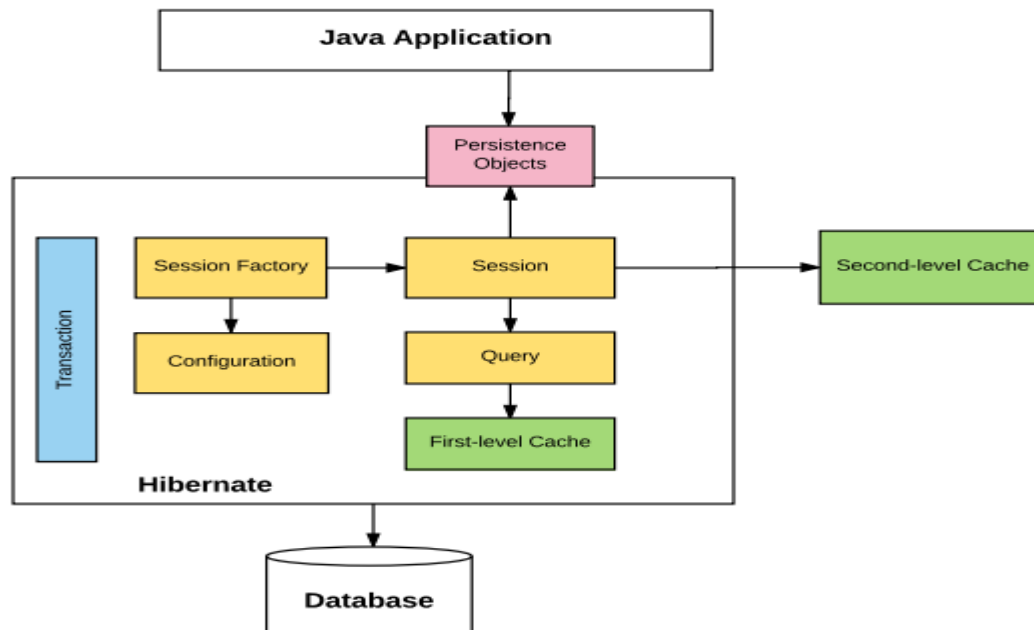 Java Application
Persistence
Objects
Session Factory
Session
Second-level Cache
Transaction
Configuration
Query
First-level Cache
Hibernate
Database